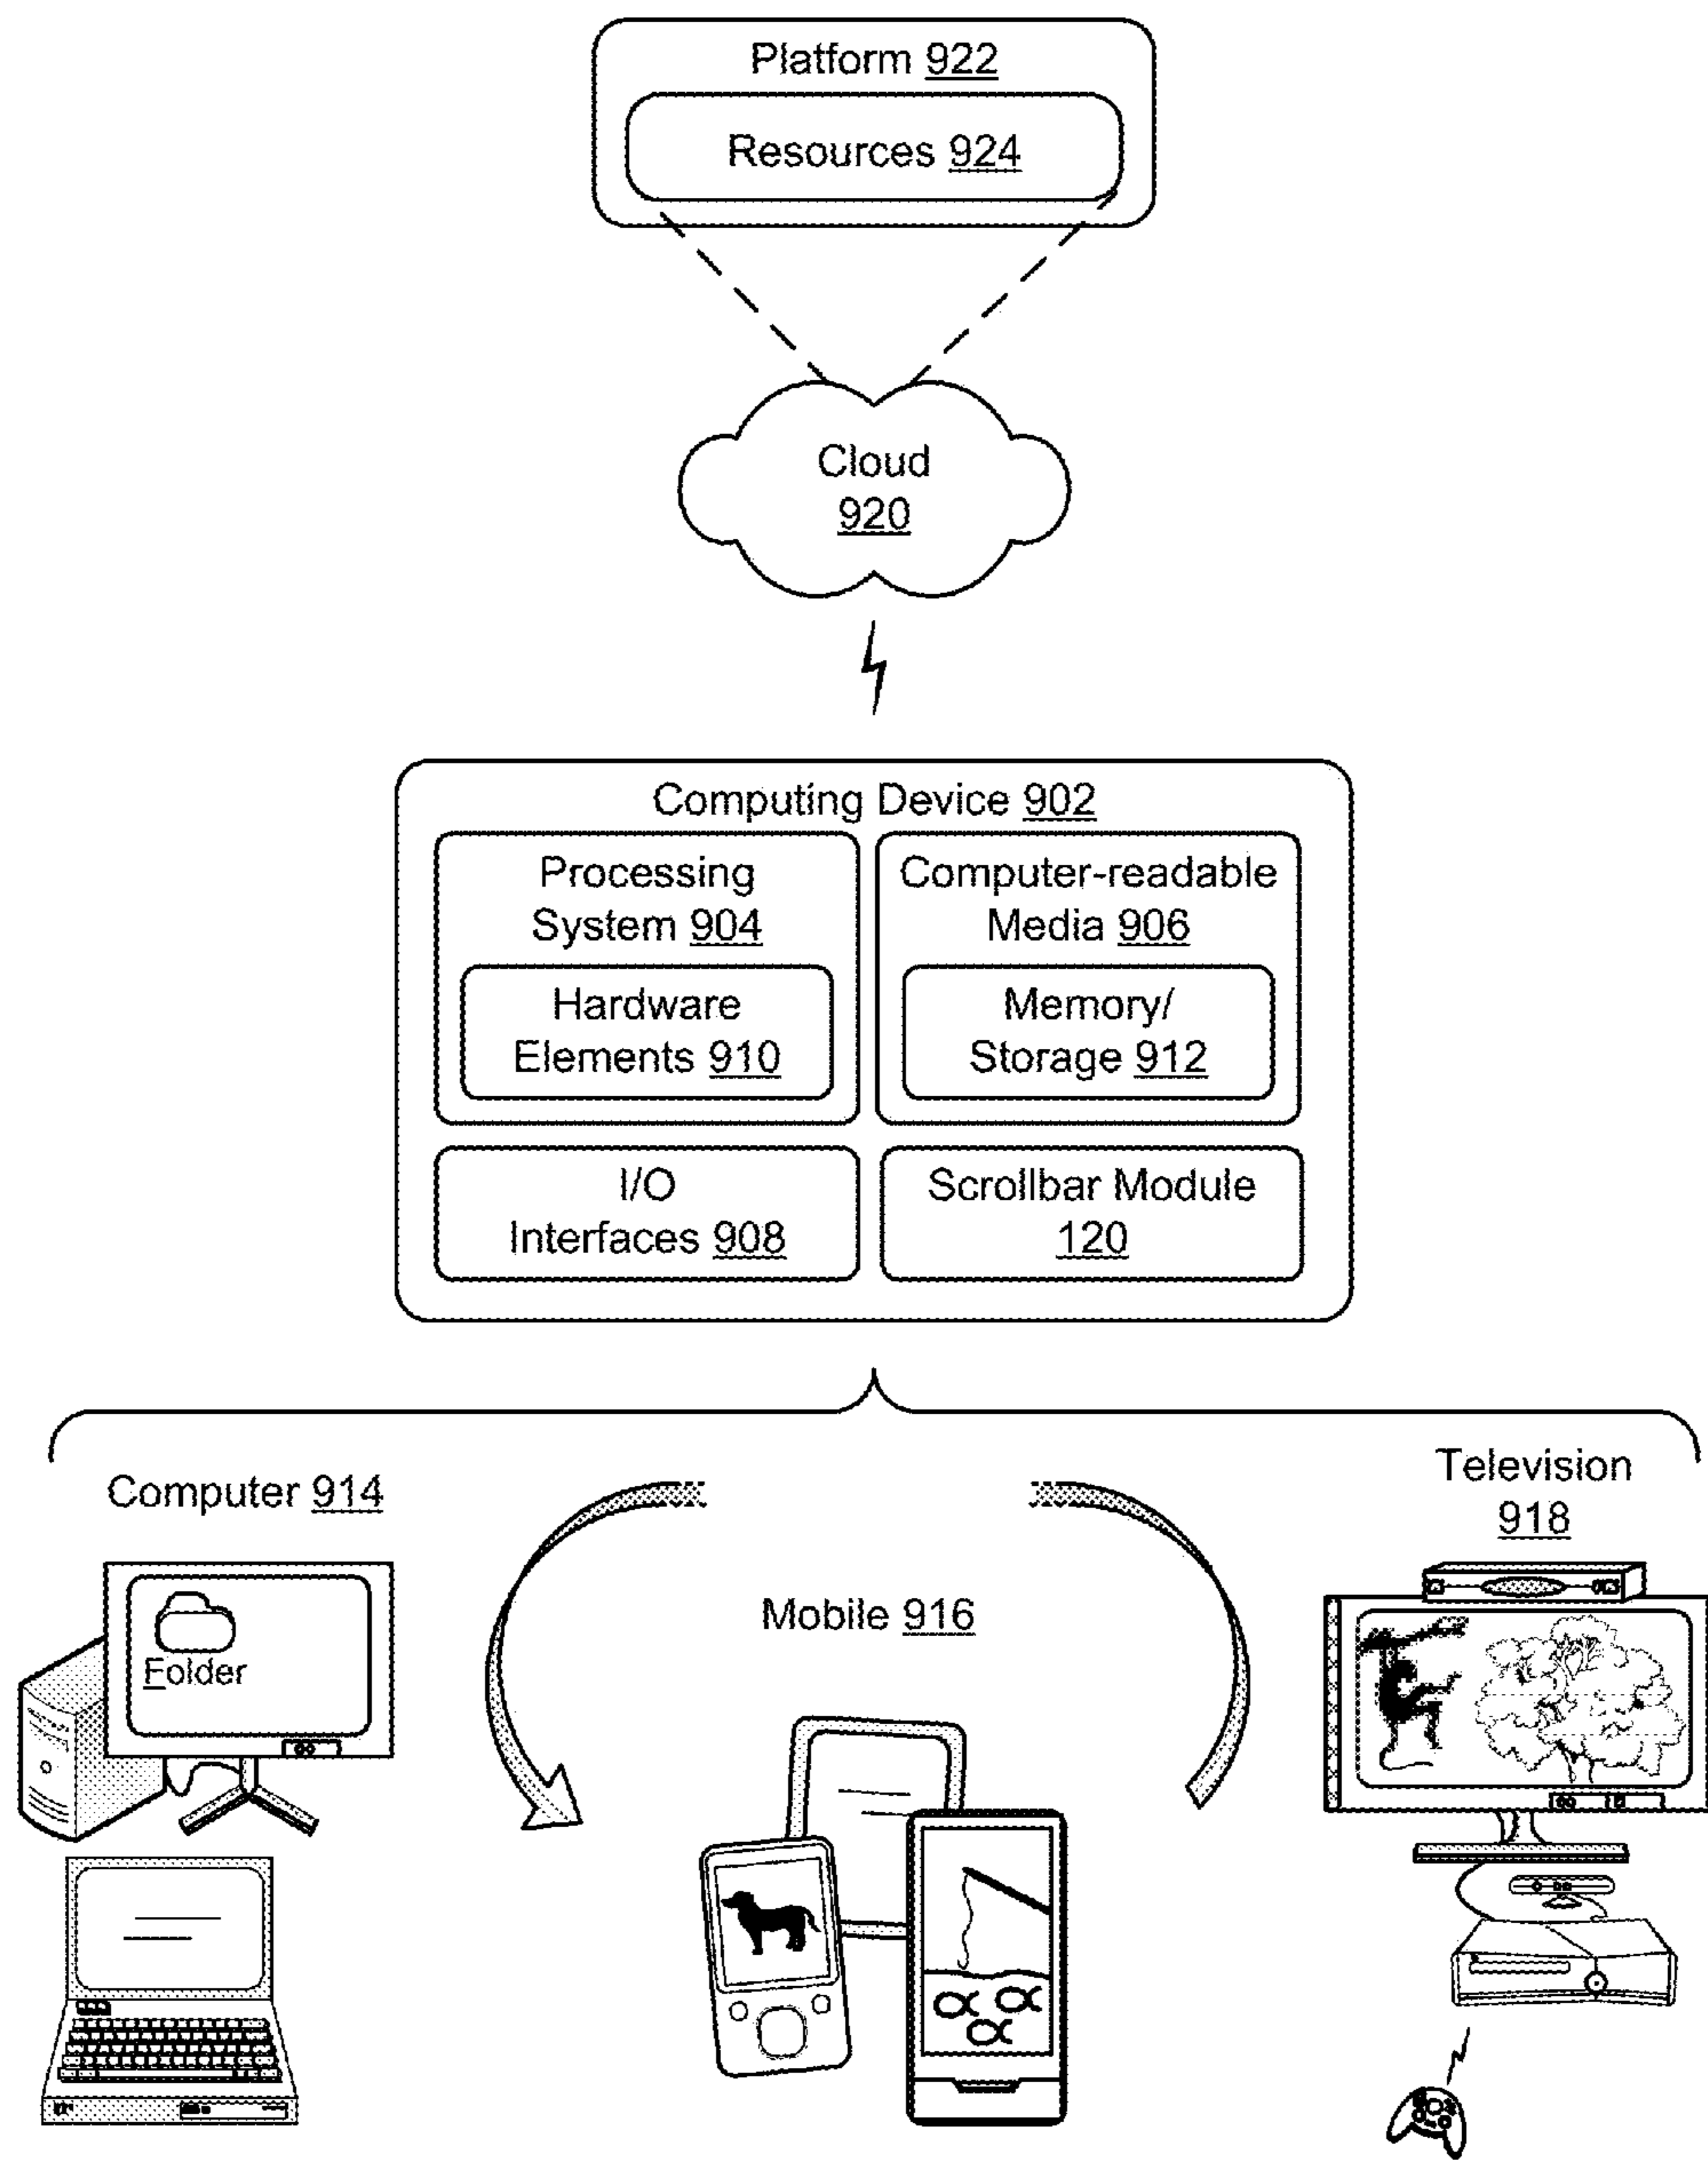 Platform 922
Resources 924
Cloud
920
Computing Device 902
Processing
System 904
Hardware
Elements 910
Computer-readable
Media 906
Memory/
Storage 912
I/O
Interfaces 908
Scrollbar Module
120
Computer 914
Folder
Mobile 916
Television
918